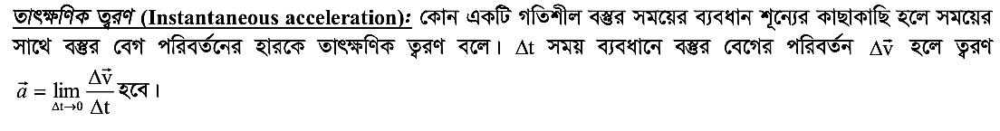 তাৎক্ষণিক ত্বরণ (Instantaneous acceleration): কোন একটি গতিশীল বস্তুর সময়ের ব্যবধান শূন্যের কাছাকাছি হলে সময়ের
সাথে বস্তুর বেগ পরিবর্তনের হারকে তাৎক্ষণিক ত্বরণ বলে। Δt সময় ব্যবধানে বস্তুর বেগের পরিবর্তন Δv⃗ হলে ত্বরণ
a⃗ = lim Δt→0 Δv⃗/Δt হবে।